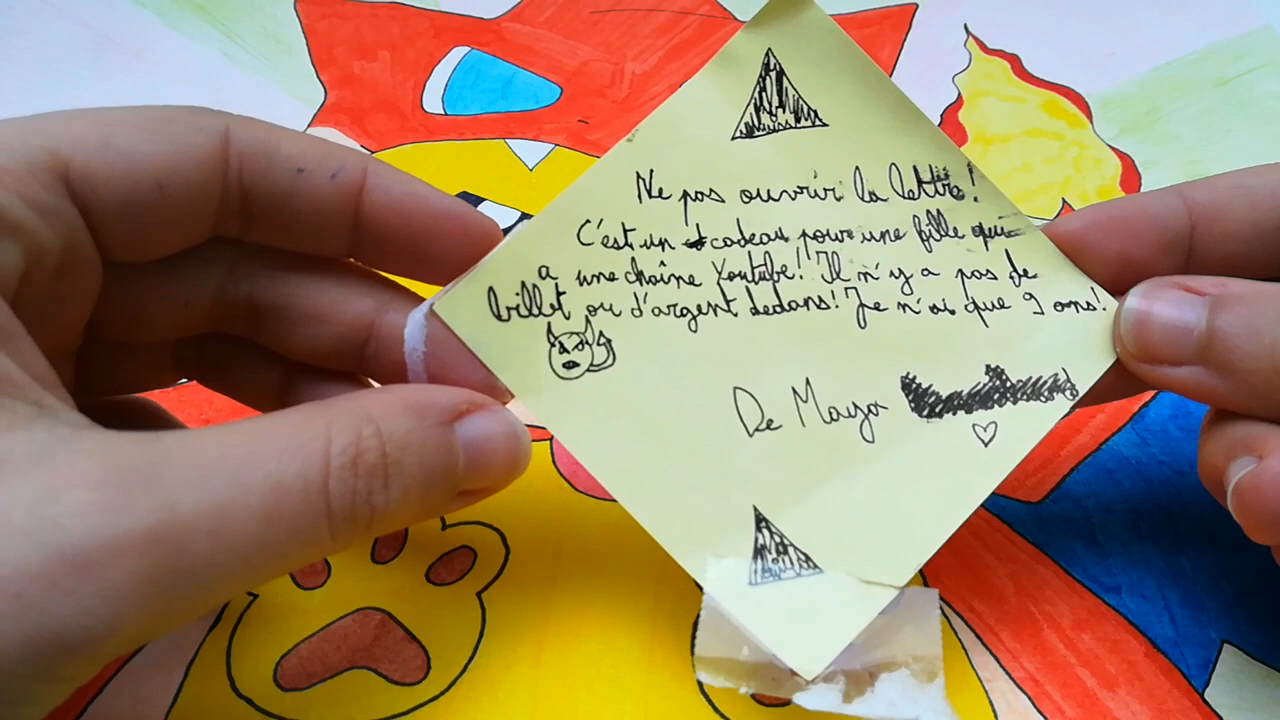 Ne pas ouvrir la lettre!
C'est un cadeau pour une fille qui
a une chaîne Youtube! Il n'y a pas de
billet ou d'argent dedans! Je n'ai que 9 ans!
De Maya